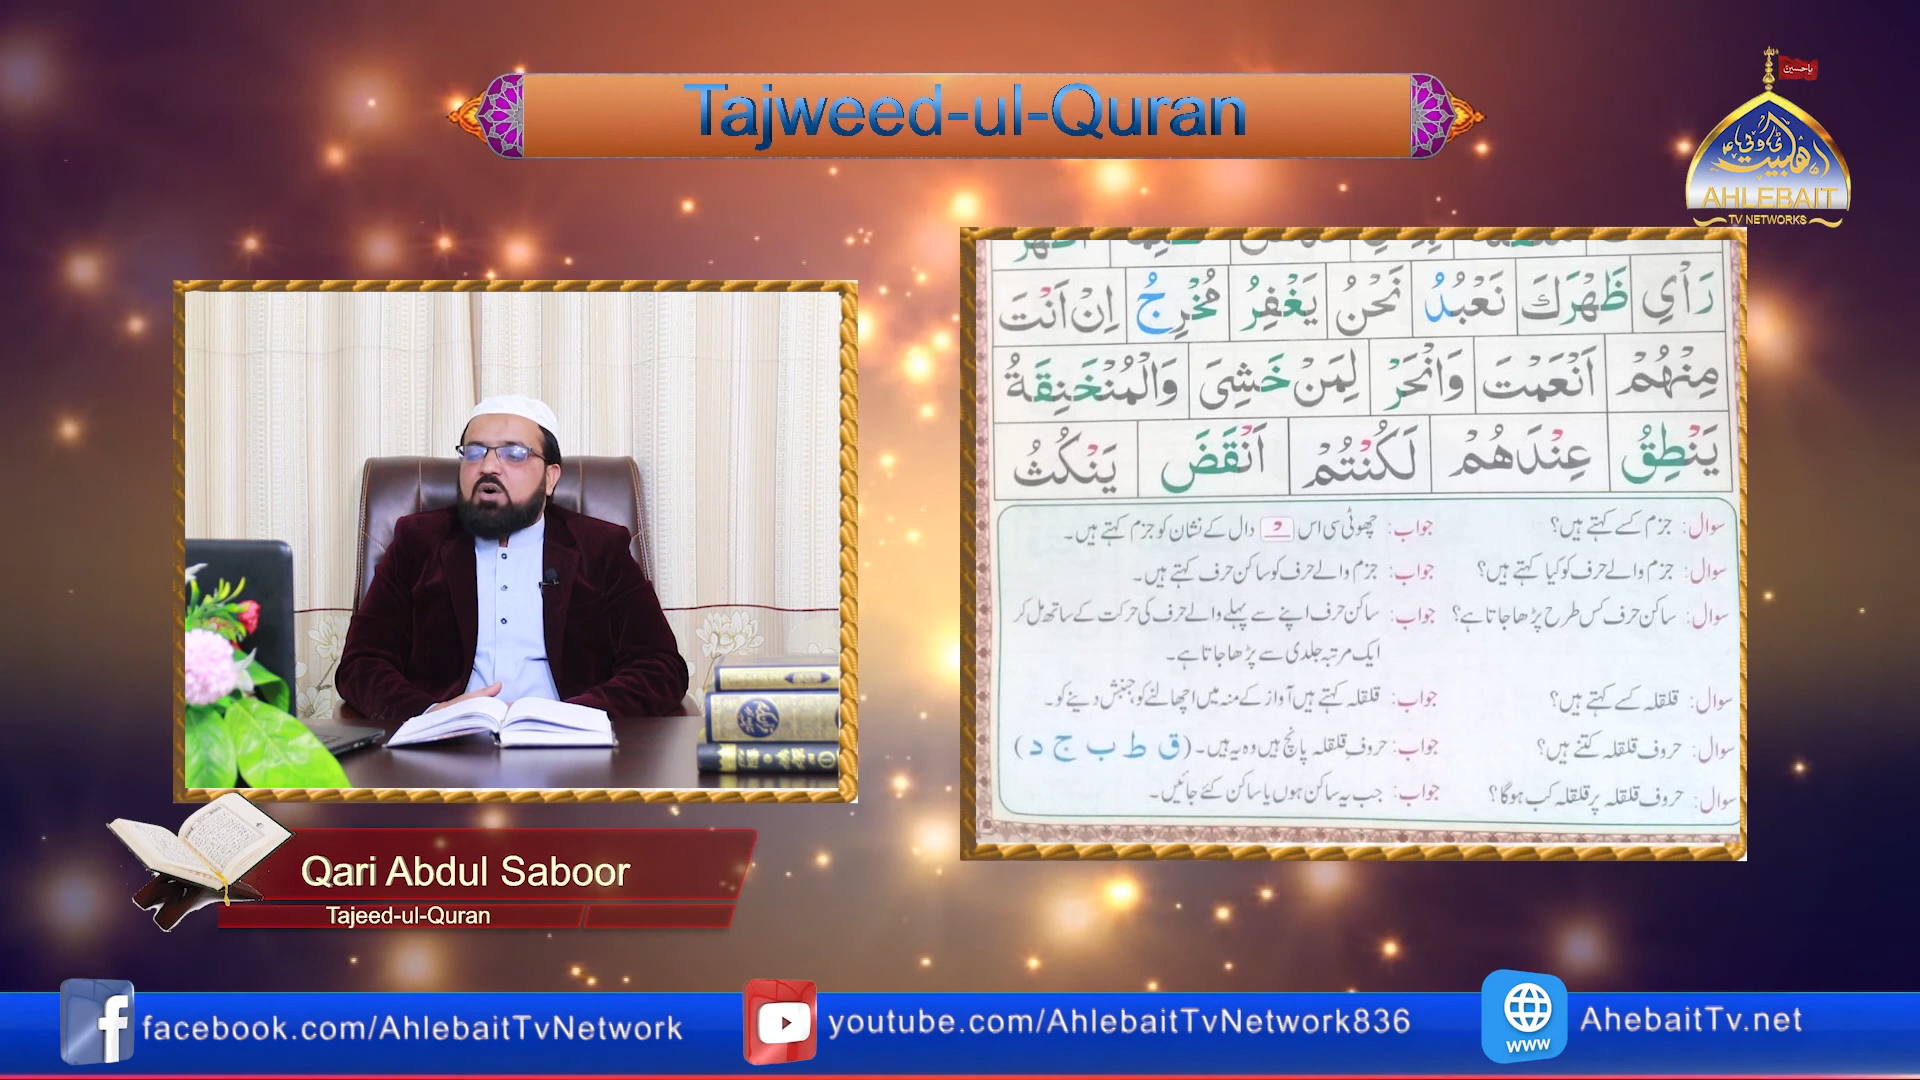 Tajweed-ul-Quran
یاحسین
اھلبیت ٹی وی
AHLEBAIT
TV NETWORKS
رَاْیِ ظَهْرَكَ نَعْبُدُ نَحْنُ یَغْفِرُ مُخْرِجُ اِنْ اَنْتَ
مِنْهُمْ اَنْعَمْتَ وَانْحَرْ لِمَنْ خَشِیَ وَالْمُنْخَنِقَةُ
یَنْطِقُ عِنْدَهُمْ لَكُنْتُمْ اَنْقَضَ یَنْكُثُ
سوال: جزم کسے کہتے ہیں؟ جواب: چھوٹی سی اس دال کے نشان کو جزم کہتے ہیں۔
سوال: جزم والے حرف کو کیا کہتے ہیں؟ جواب: جزم والے حرف کو ساکن حرف کہتے ہیں۔
سوال: ساکن حرف کس طرح پڑھا جاتا ہے؟ جواب: ساکن حرف اپنے سے پہلے والے حرف کی حرکت کے ساتھ مل کر
ایک مرتبہ جلدی سے پڑھا جاتا ہے۔
سوال: قلقلہ کسے کہتے ہیں؟ جواب: قلقلہ کہتے ہیں آواز کے منہ میں اچھالنے کو، جنبش دینے کو۔
سوال: حروف قلقلہ کتنے ہیں؟ جواب: حروفِ قلقلہ پانچ ہیں وہ یہ ہیں۔ (ق ط ب ج د)
سوال: حروف قلقلہ پر قلقلہ کب ہوگا؟ جواب: جب یہ ساکن ہوں یا ساکن کئے جائیں۔
Qari Abdul Saboor
Tajeed-ul-Quran
facebook.com/AhlebaitTvNetwork
youtube.com/AhlebaitTvNetwork836
www
AhebaitTv.net